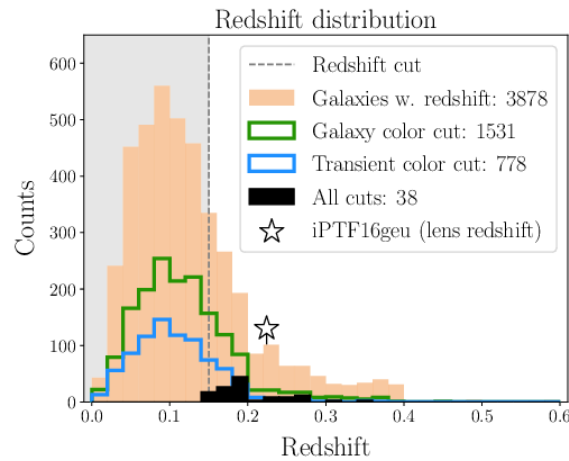 Redshift distribution
600
500
400
300
200
100
0
Counts
Redshift cut
Galaxies w. redshift: 3878
Galaxy color cut: 1531
Transient color cut: 778
All cuts: 38
iPTF16geu (lens redshift)
0.0 0.1 0.2 0.3 0.4 0.5 0.6
Redshift